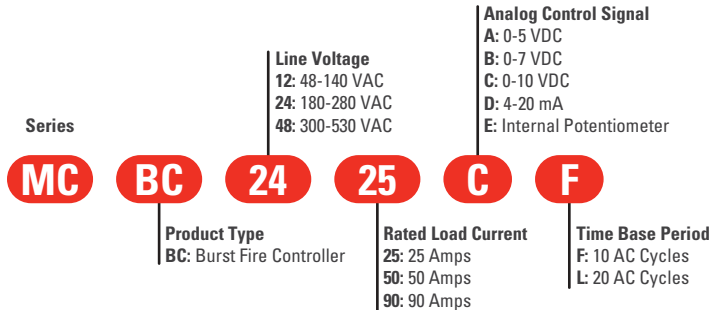 Analog Control Signal
A: 0-5 VDC
B: 0-7 VDC
C: 0-10 VDC
D: 4-20 mA
E: Internal Potentiometer
Line Voltage
12: 48-140 VAC
24: 180-280 VAC
48: 300-530 VAC
Series
MC BC 24 25 C F
Product Type
BC: Burst Fire Controller
Rated Load Current
25: 25 Amps
50: 50 Amps
90: 90 Amps
Time Base Period
F: 10 AC Cycles
L: 20 AC Cycles